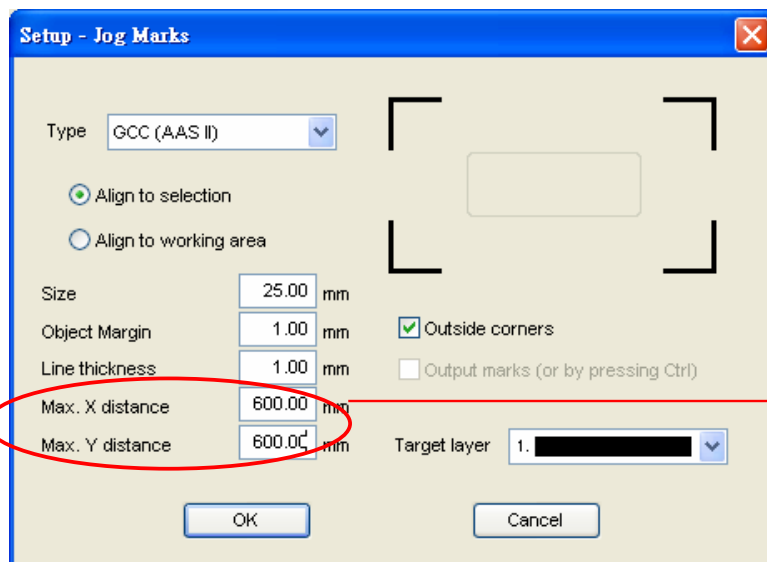 Setup - Jog Marks
Type GCC (AAS II)
Align to selection
Align to working area
Size 25.00 mm
Object Margin 1.00 mm
Outside corners
Line thickness 1.00 mm
Output marks (or by pressing Ctrl)
Max. X distance 600.00 mm
Max. Y distance 600.00 mm
Target layer 1.
OK Cancel